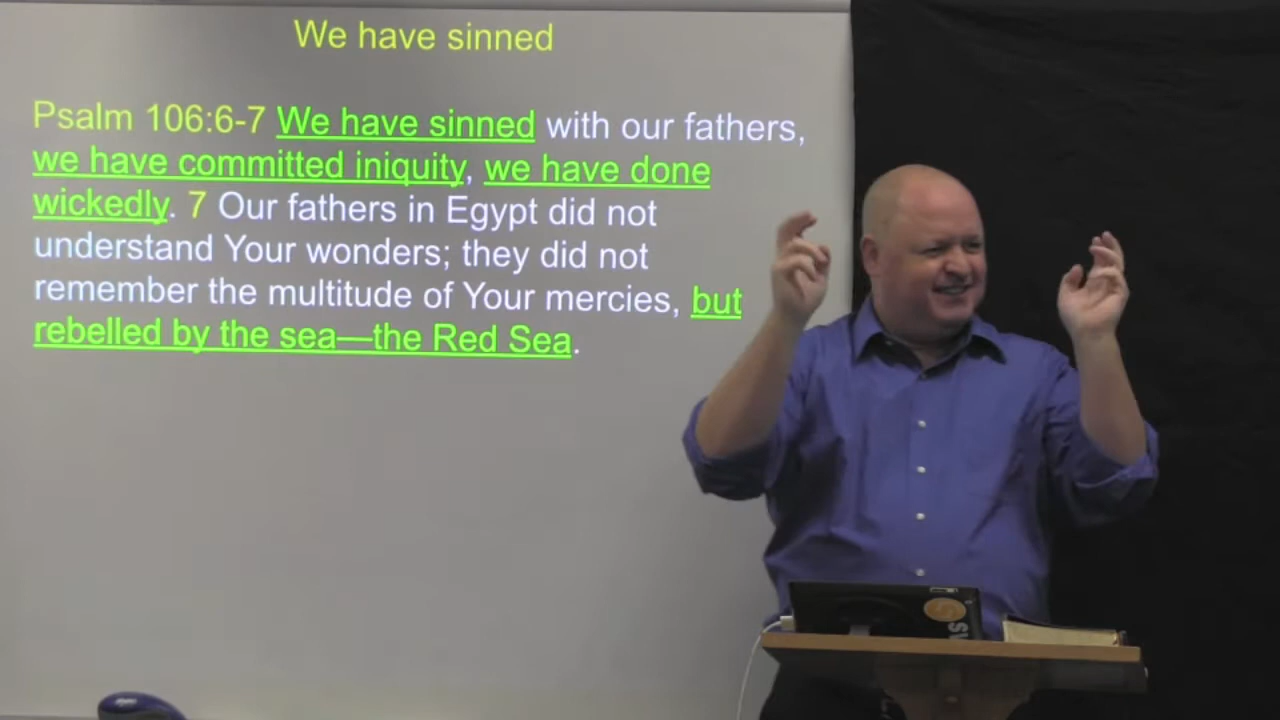 We have sinned
Psalm 106:6-7 We have sinned with our fathers,
we have committed iniquity, we have done
wickedly. 7 Our fathers in Egypt did not
understand Your wonders; they did not
remember the multitude of Your mercies, but
rebelled by the sea—the Red Sea.